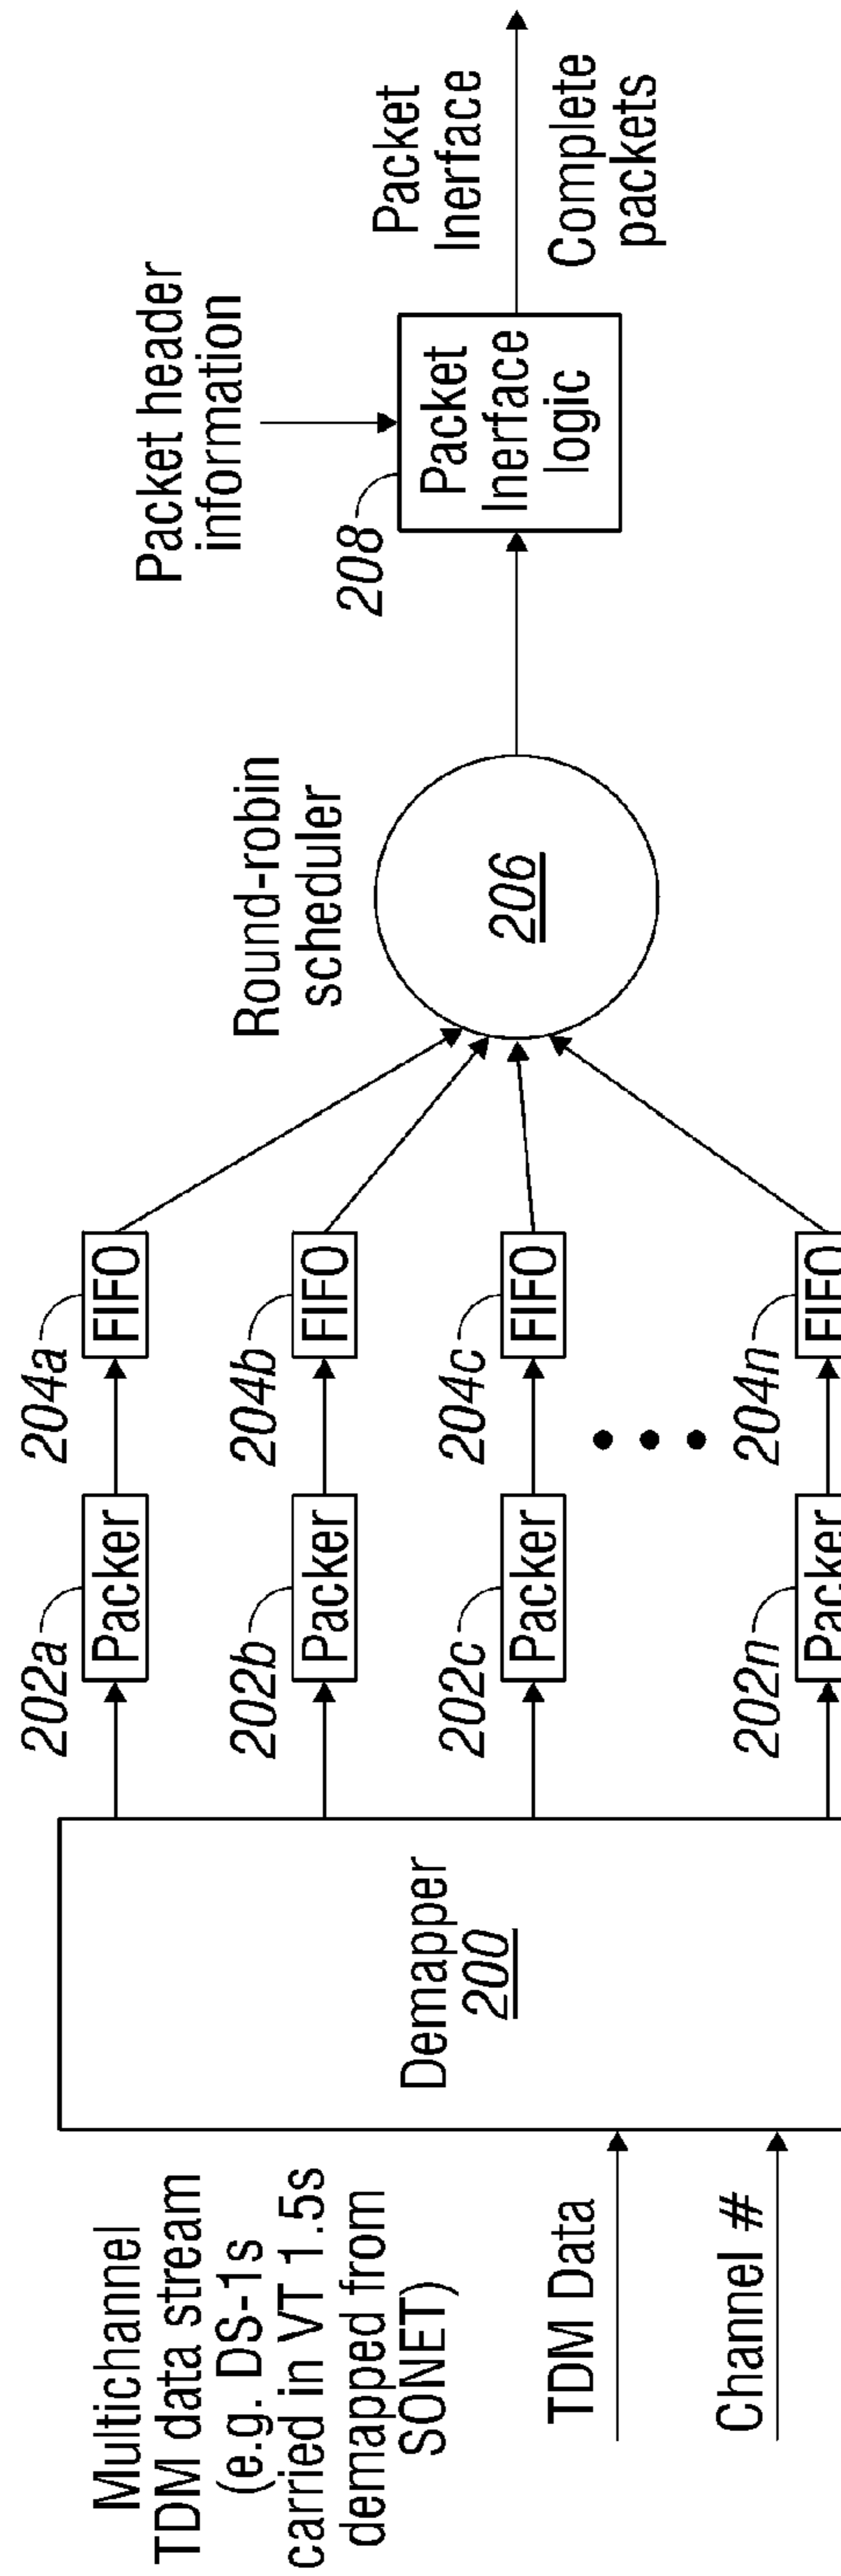 Multichannel
TDM data stream
(e.g. DS-1s
carried in VT 1.5s
demapped from
SONET)
TDM Data
Channel #
Demapper
200
202a
Packer
204a
FIFO
202b
Packer
204b
FIFO
202c
Packer
204c
FIFO
202n
Packer
204n
FIFO
Round-robin
scheduler
206
Packet header
information
208
Packet
Inerface
logic
Packet
Inerface
Complete
packets